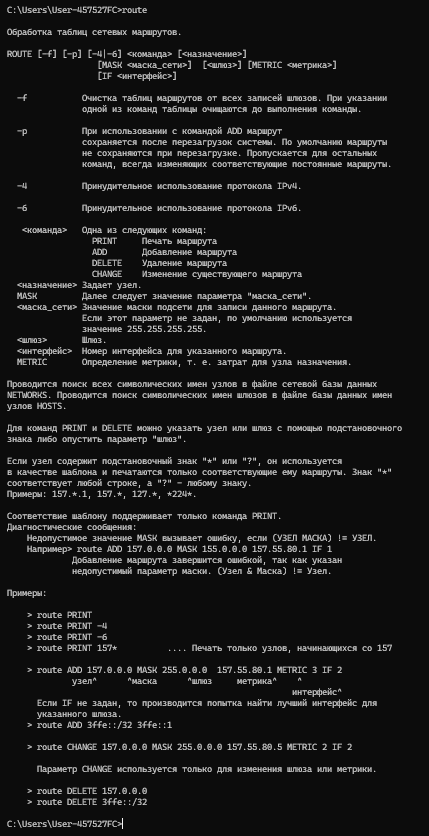 C:\Users\User-457527FC>route
Обработка таблиц сетевых маршрутов.
ROUTE [-f] [-p] [-4|-6] <команда> [<назначение>]
[MASK <маска_сети>]  [<шлюз>] [METRIC <метрика>]
[IF <интерфейс>]
-f           Очистка таблиц маршрутов от всех записей шлюзов. При указании
одной из команд таблицы очищаются до выполнения команды.
-p           При использовании с командой ADD маршрут
сохраняется после перезагрузок системы. По умолчанию маршруты
не сохраняются при перезагрузке. Пропускается для остальных
команд, всегда изменяющих соответствующие постоянные маршруты.
-4           Принудительное использование протокола IPv4.
-6           Принудительное использование протокола IPv6.
<команда>   Одна из следующих команд:
PRINT     Печать маршрута
ADD       Добавление маршрута
DELETE    Удаление маршрута
CHANGE    Изменение существующего маршрута
<назначение> Задает узел.
MASK         Далее следует значение параметра "маска_сети".
<маска_сети> Значение маски подсети для записи данного маршрута.
Если этот параметр не задан, по умолчанию используется
значение 255.255.255.255.
<шлюз>       Шлюз.
<интерфейс>  Номер интерфейса для указанного маршрута.
METRIC       Определение метрики, т. е. затрат для узла назначения.
Проводится поиск всех символических имен узлов в файле сетевой базы данных
NETWORKS. Проводится поиск символических имен шлюзов в файле базы данных имен
узлов HOSTS.
Для команд PRINT и DELETE можно указать узел или шлюз с помощью подстановочного
знака либо опустить параметр "шлюз".
Если узел содержит подстановочный знак "*" или "?", он используется
в качестве шаблона и печатаются только соответствующие ему маршруты. Знак "*"
соответствует любой строке, а "?" - любому знаку.
Примеры: 157.*.1, 157.*, 127.*, *224*.
Соответствие шаблону поддерживает только команда PRINT.
Диагностические сообщения:
Недопустимое значение MASK вызывает ошибку, если (УЗЕЛ МАСКА) != УЗЕЛ.
Например> route ADD 157.0.0.0 MASK 155.0.0.0 157.55.80.1 IF 1
Добавление маршрута завершится ошибкой, так как указан
недопустимый параметр маски. (Узел & Маска) != Узел.
Примеры:
> route PRINT
> route PRINT -4
> route PRINT -6
> route PRINT 157*          .... Печать только узлов, начинающихся со 157
> route ADD 157.0.0.0 MASK 255.0.0.0  157.55.80.1 METRIC 3 IF 2
узел^      ^маска      ^шлюз     метрика^    ^
интерфейс^
Если IF не задан, то производится попытка найти лучший интерфейс для
указанного шлюза.
> route ADD 3ffe::/32 3ffe::1
> route CHANGE 157.0.0.0 MASK 255.0.0.0 157.55.80.5 METRIC 2 IF 2
Параметр CHANGE используется только для изменения шлюза или метрики.
> route DELETE 157.0.0.0
> route DELETE 3ffe::/32
C:\Users\User-457527FC>